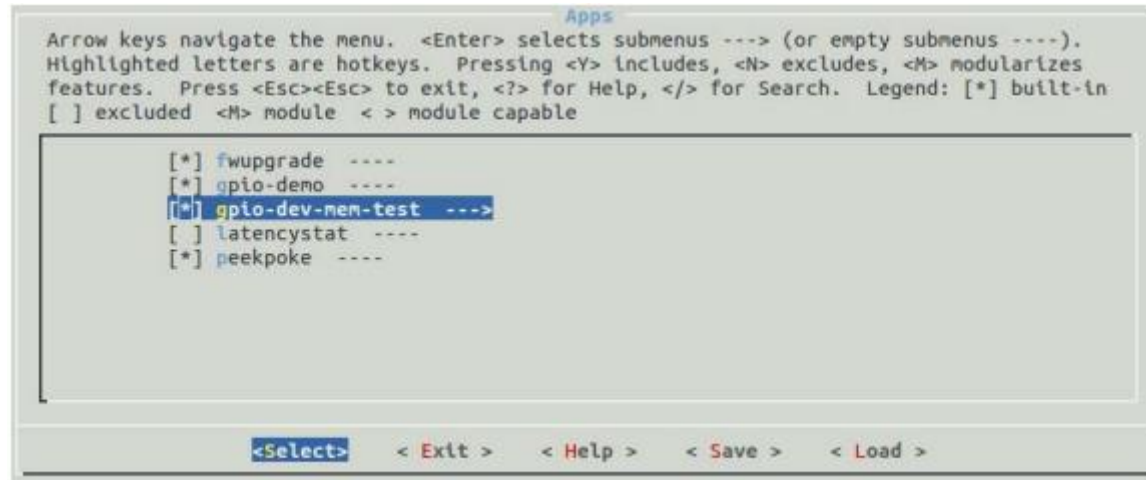 Apps
Arrow keys navigate the menu.  <Enter> selects submenus ---> (or empty submenus ----).
Highlighted letters are hotkeys.  Pressing <Y> includes, <N> excludes, <M> modularizes
features.  Press <Esc><Esc> to exit, <?> for Help, </> for Search.  Legend: [*] built-in
[ ] excluded  <M> module  < > module capable
[*] fwupgrade  ----
[*] gpio-demo  ----
[*] gpio-dev-mem-test  --->
[ ] latencystat  ----
[*] peekpoke  ----
<Select>    < Exit >    < Help >    < Save >    < Load >